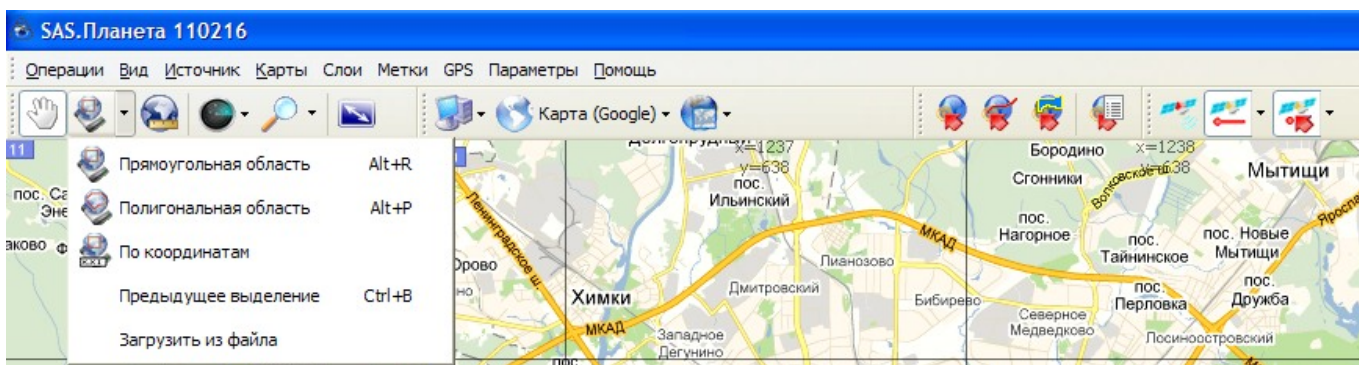 SAS.Планета 110216
Операции Вид Источник Карты Слои Метки GPS Параметры Помощь
Карта (Google)
11
Прямоугольная область Alt+R
Полигональная область Alt+P
По координатам
Предыдущее выделение Ctrl+B
Загрузить из файла
пос.
x=1237
y=638
пос.
Ильинский
Ленинградское ш.
Химки
МКАД
Дмитровский
Западное
Дегунино
пос.
Лианозово
МКАД
Бибирево
Бородино
Сгонники
x=1238
y=638
Мытищи
пос.
Нагорное
пос.
Тайнинское
пос. Новые
Мытищи
пос.
Перловка
пос.
Дружба
Северное
Медведково
Лосиноостровский